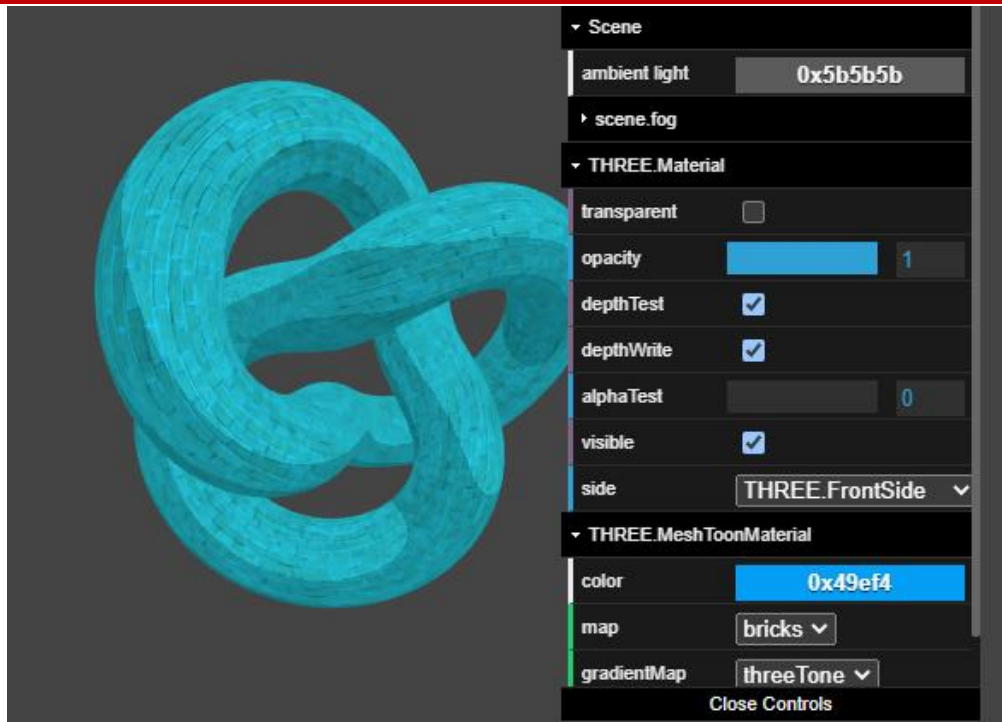 Scene
ambient light 0x5b5b5b
scene.fog
THREE.Material
transparent
opacity 1
depthTest
depthWrite
alphaTest 0
visible
side THREE.FrontSide
THREE.MeshToonMaterial
color 0x49ef4
map bricks
gradientMap threeTone
Close Controls